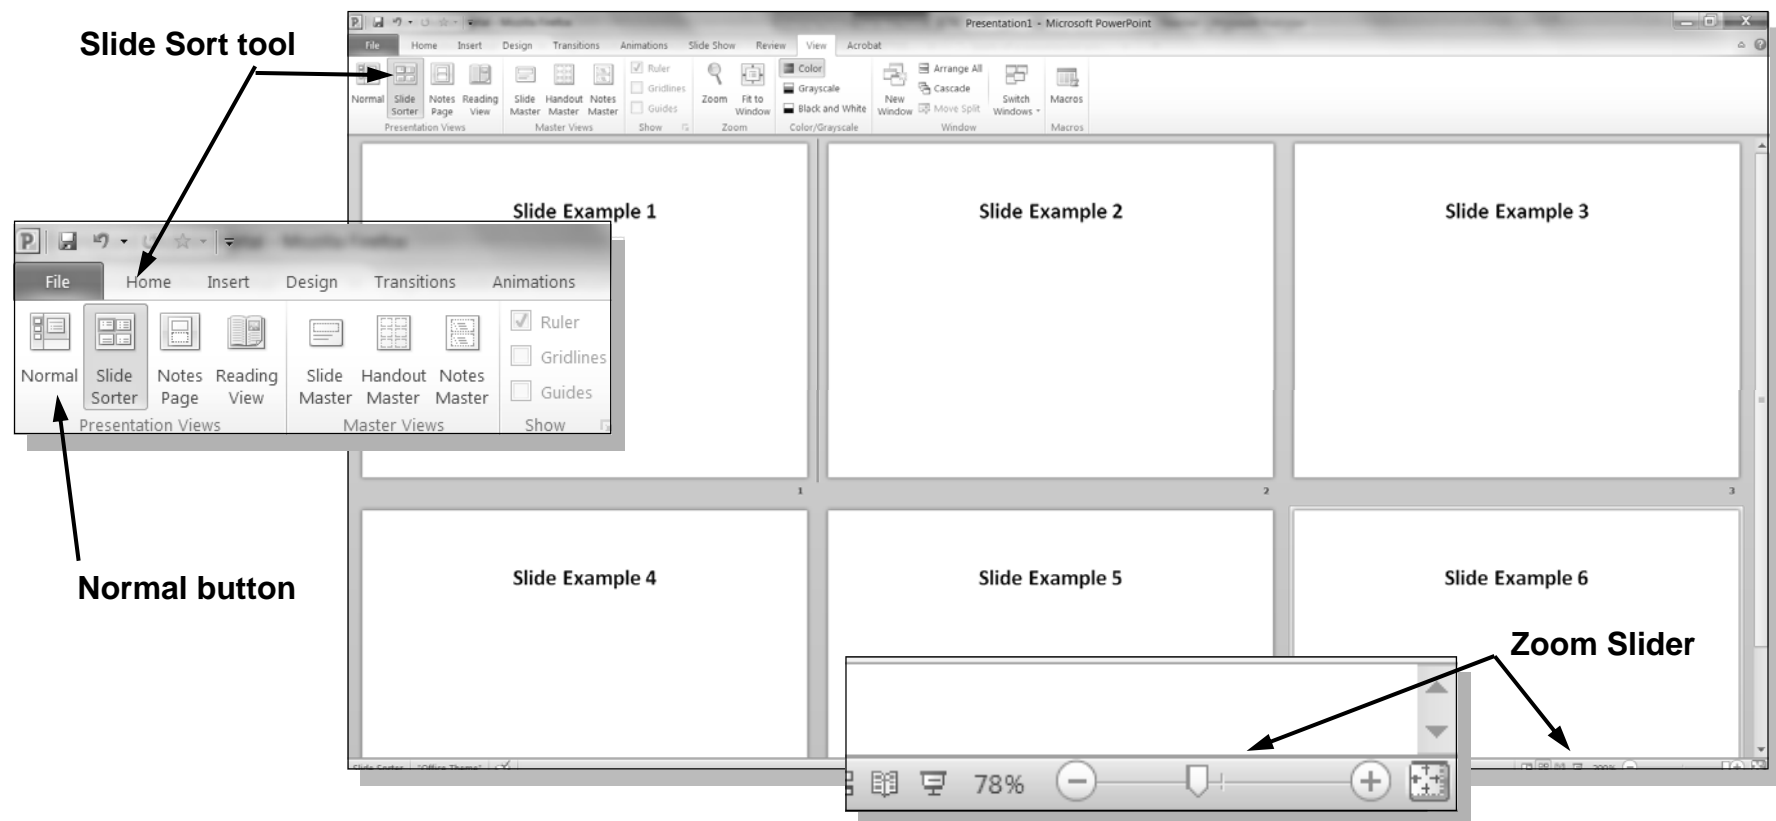 Slide Sort tool
Presentation1 - Microsoft PowerPoint
File Home Insert Design Transitions Animations Slide Show Review View Acrobat
Normal Slide Sorter Notes Page Reading View Slide Master Handout Master Notes Master Ruler Gridlines Guides Zoom Fit to Window Color Grayscale Black and White New Window Arrange All Cascade Move Split Switch Windows Macros
Presentation Views Master Views Show Zoom Color/Grayscale Window Macros
Slide Example 1
Slide Example 2
Slide Example 3
File Home Insert Design Transitions Animations
Normal Slide Sorter Notes Page Reading View Slide Master Handout Master Notes Master Ruler Gridlines Guides
Presentation Views Master Views Show
1
2
3
Slide Example 4
Slide Example 5
Slide Example 6
Normal button
Zoom Slider
78%